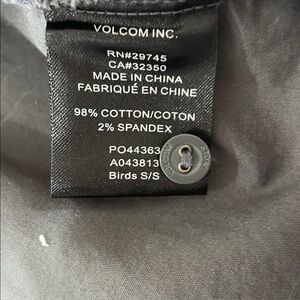 VOLCOM INC.
RN#29745
CA#32350
MADE IN CHINA
FABRIQUÉ EN CHINE
98% COTTON/COTON
2% SPANDEX
PO44363
A043813
Birds S/S